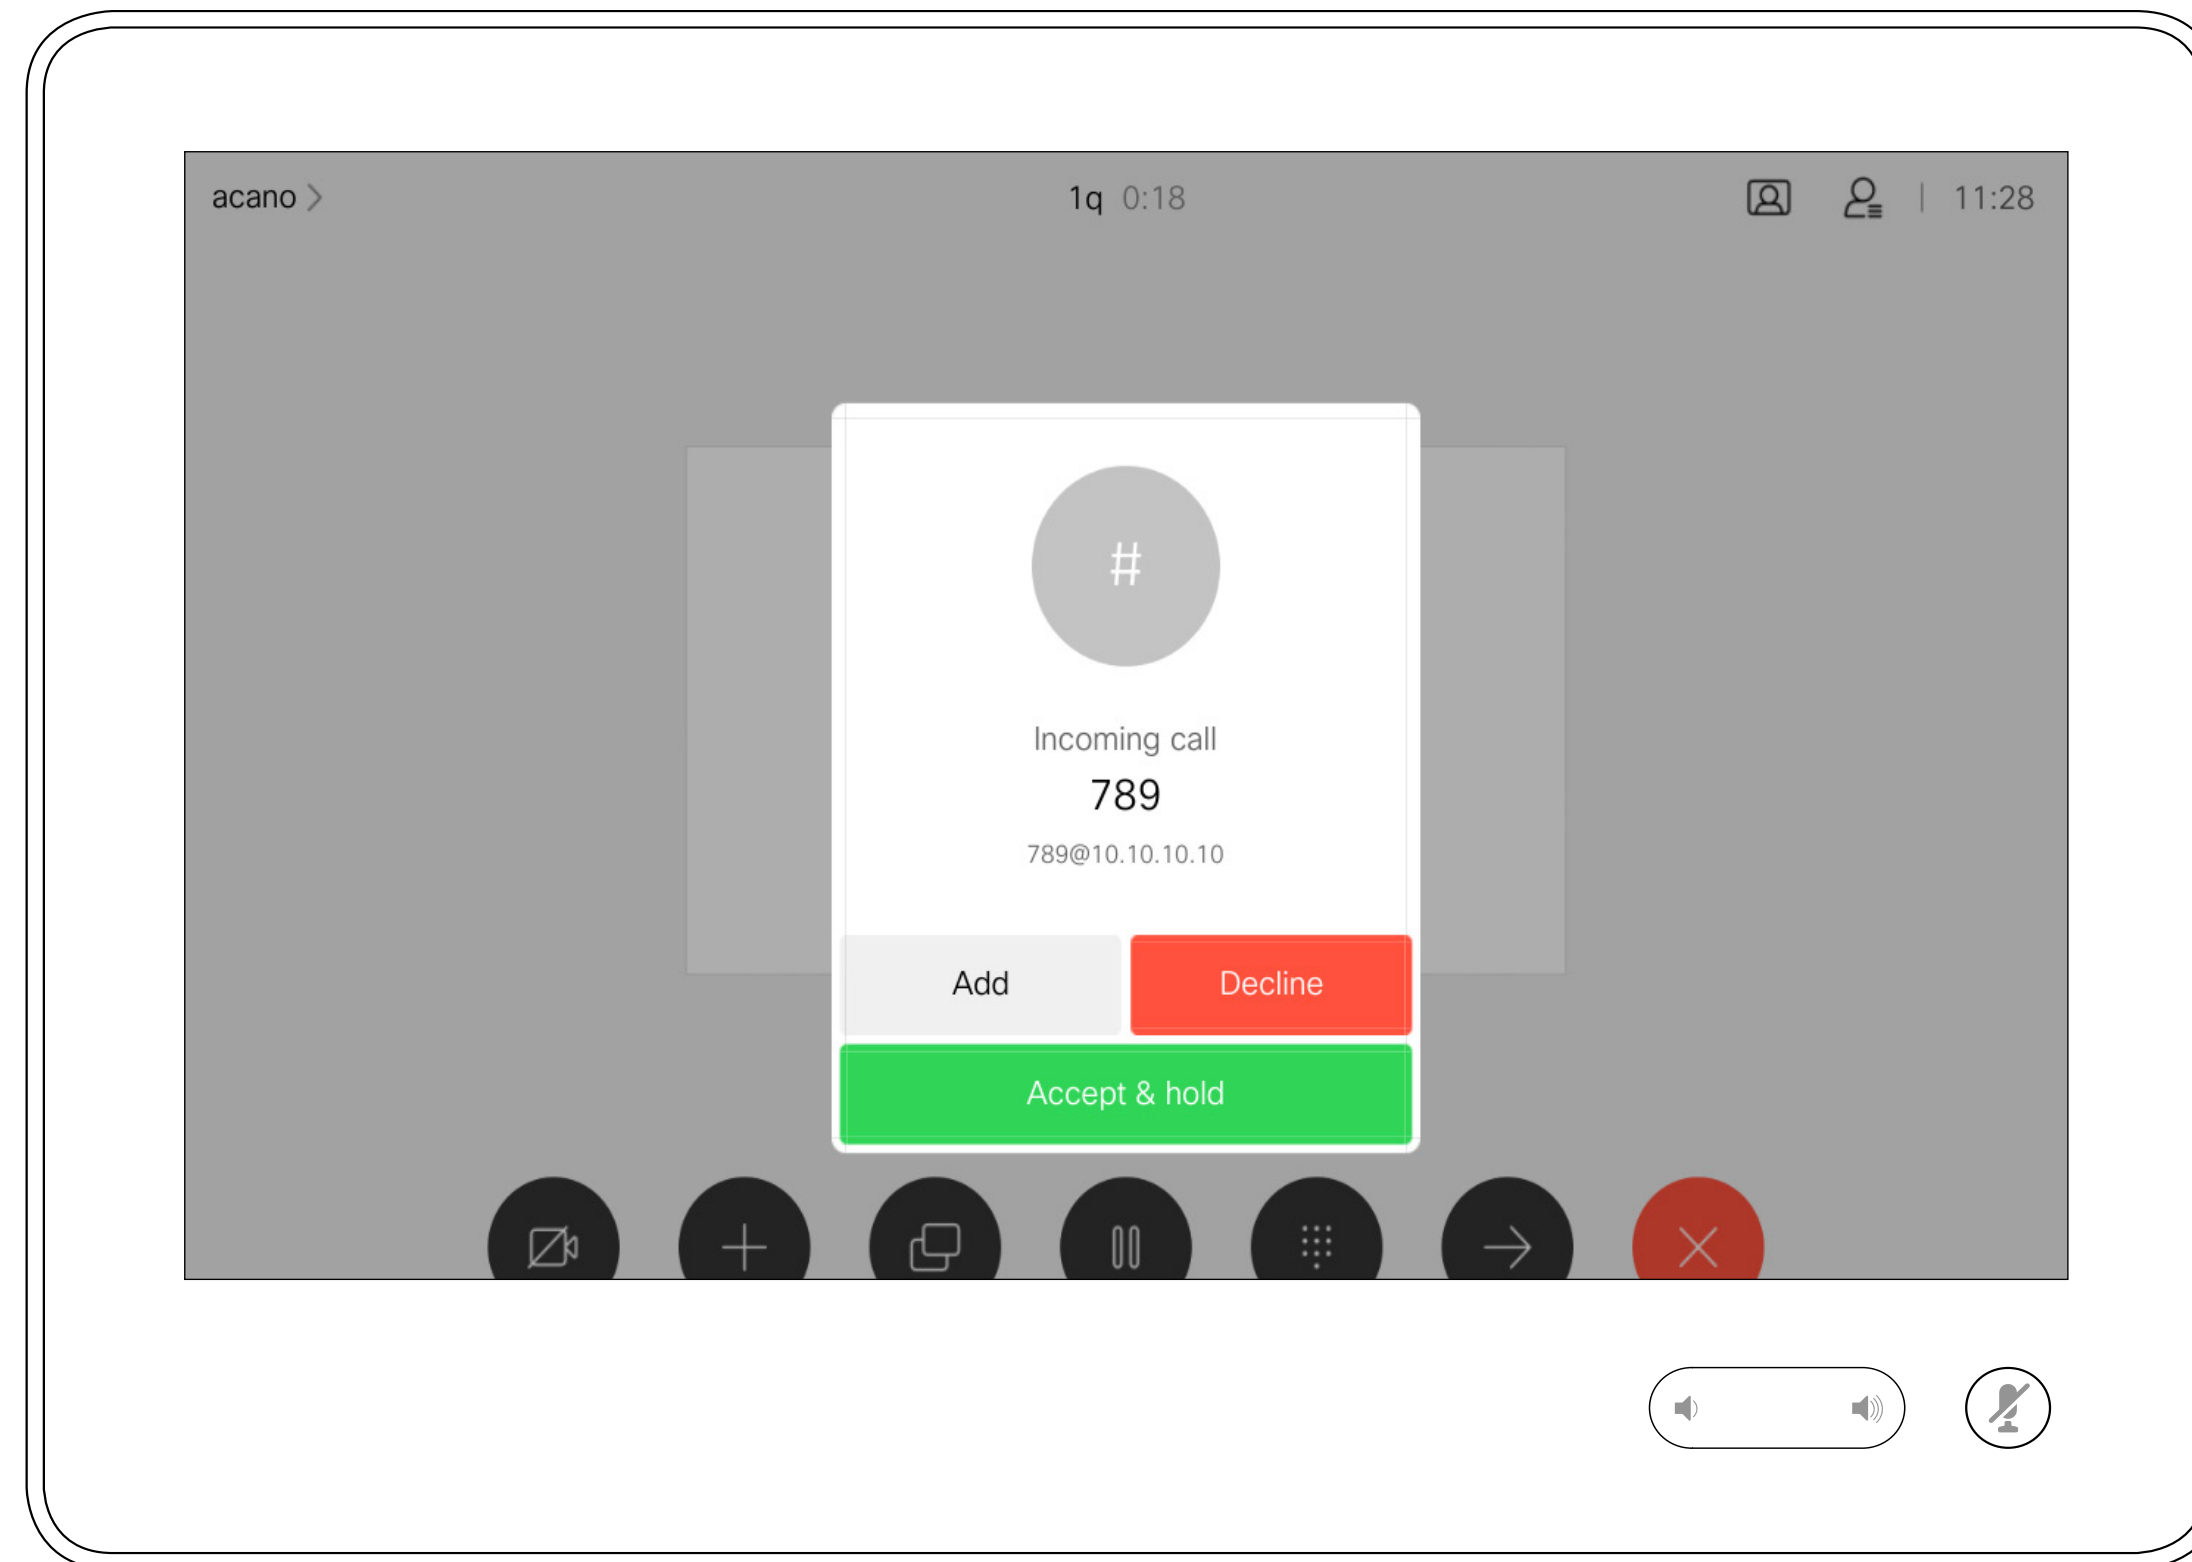 acano
1q 0:18
11:28
#
Incoming call
789
789@10.10.10.10
Add
Decline
Accept & hold